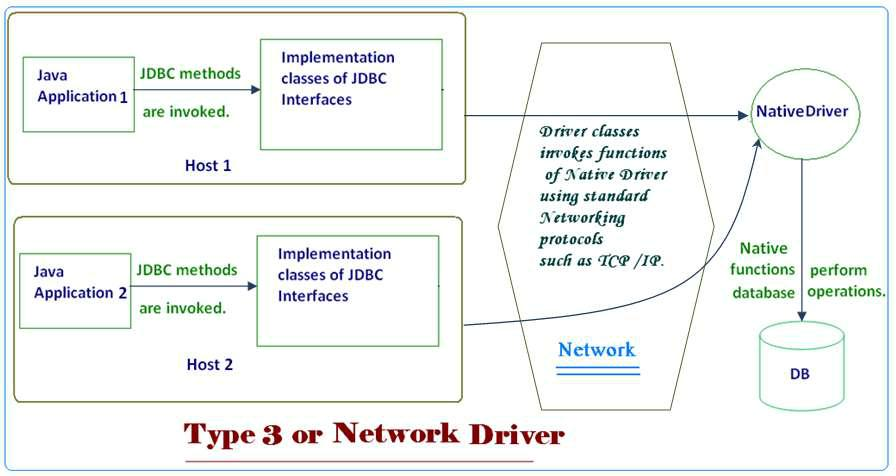 Java
Application 1
JDBC methods
are invoked.
Implementation
classes of JDBC
Interfaces
Host 1
Java
Application 2
JDBC methods
are invoked.
Implementation
classes of JDBC
Interfaces
Host 2
Driver classes
invokes functions
of Native Driver
using standard
Networking
protocols
such as TCP /IP.
Network
NativeDriver
Native
functions
database
perform
operations.
DB
Type 3 or Network Driver